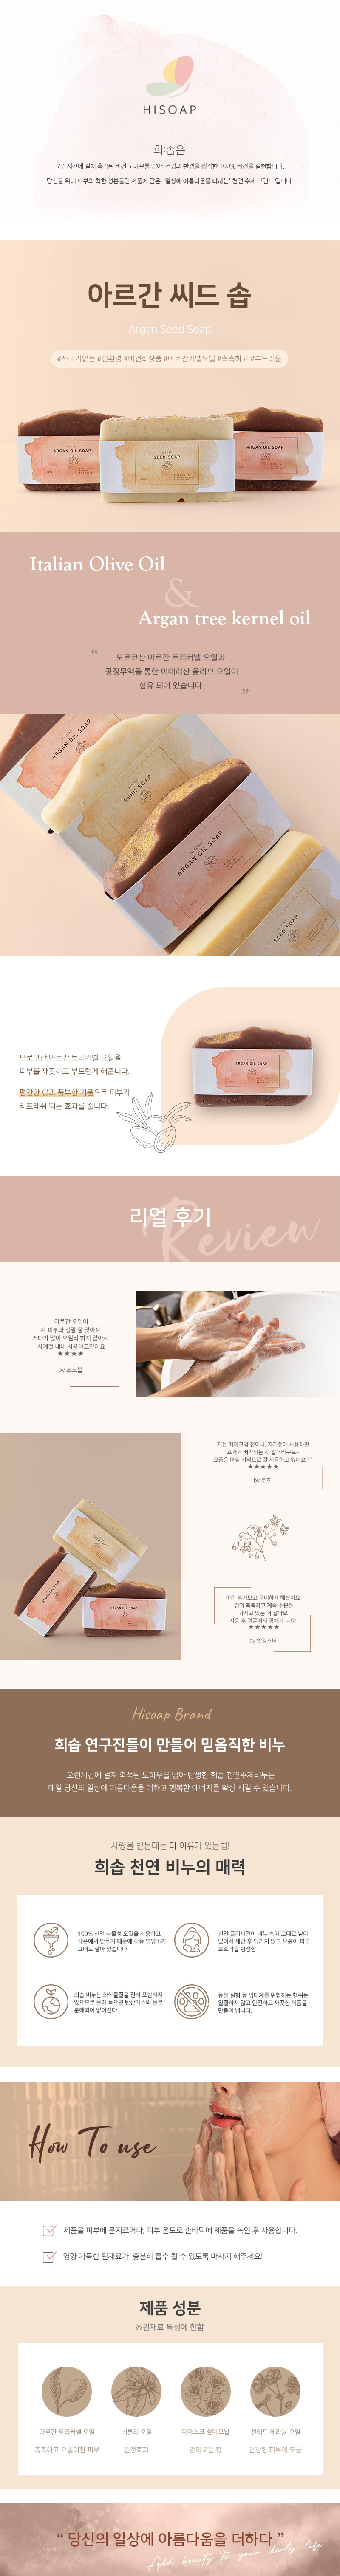 HISOAP
희:솝은
오랜시간에 걸쳐 축적된 비건 노하우를 담아 건강과 환경을 생각한 100% 비건을 실현합니다.
당신을 위해 피부의 착한 성분들만 제품에 담은 "일상에 아름다움을 더하는" 천연 수제 브랜드 입니다.
아르간 씨드 솝
Argan Seed Soap
#쓰레기없는 #친환경 #비건화장품 #아르간커넬오일 #촉촉하고 #부드러운
HISOAP
ARGAN OIL SOAP
HISOAP
SEED SOAP
HISOAP
ARGAN OIL SOAP
Italian Olive Oil
&
Argan tree kernel oil
“ 모로코산 아르간 트리커넬 오일과
공정무역을 통한 이태리산 올리브 오일이
함유 되어 있습니다. ”
HISOAP
ARGAN OIL SOAP
HISOAP
SEED SOAP
HISOAP
ARGAN OIL SOAP
HISOAP
SEED SOAP
모로코산 아르간 트리커넬 오일을
피부를 깨끗하고 부드럽게 해줍니다.
편안한 향과 풍부한 거품으로 피부가
리프레쉬 되는 효과를 줍니다.
HISOAP
ARGAN OIL SOAP
리얼 후기
Review
아르간 오일이
제 피부와 정말 잘 맞아요.
게다가 많이 오일리 하지 않아서
사계절 내내 사용하고있어요
★★★★
by 초코블
저는 메이크업 전이나, 자기전에 사용하면
효과가 배가되는 것 같더라구요~
요즘은 아침 저녁으로 잘 사용하고 있어요 ^^
★★★★★
by 로즈
SEED SOAP
ARGAN OIL SOAP
ARGAN OIL SOAP
여러 후기보고 구매하게 돼봤어요
엄청 촉촉하고 계속 수분을
가지고 있는 거 같아요
사용 후 얼굴에서 광채가 나요!
★★★★★
by 안경소녀
Hisoap Brand
희솝 연구진들이 만들어 믿음직한 비누
오랜시간에 걸쳐 축적된 노하우를 담아 탄생한 희솝 천연수제비누는
매일 당신의 일상에 아름다움을 더하고 행복한 에너지를 확장 시킬 수 있습니다.
사랑을 받는데는 다 이유가 있는법!
희솝 천연 비누의 매력
100% 천연 식물성 오일을 사용하고
상온에서 만들기 때문에 각종 영양소가
그대로 살아 있습니다
천연 글리세린이 비누 속에 그대로 남아
있어서 세안 후 당기지 않고 유분이 피부
보호막을 형성함
희솝 비누는 화학물질을 전혀 포함하지
않으므로 물에 녹으면 탄산가스와 물로
분해되어 없어진다
동물 실험 등 생태계를 위협하는 행위는
일절하지 않고 안전하고 깨끗한 제품을
만들어 냅니다.
How To use
제품을 피부에 문지르거나, 피부 온도로 손바닥에 제품을 녹인 후 사용합니다.
영양 가득한 원재료가 충분히 흡수 될 수 있도록 마사지 해주세요!
제품 성분
※원재료 특성에 한함
아르간 트리커넬 오일
촉촉하고 오일리한 피부
네롤리 오일
진정효과
다마스크 장미오일
감미로운 향
센티드 제라늄 오일
건강한 피부에 도움
“ 당신의 일상에 아름다움을 더하다 ”
Add beauty to your daily life